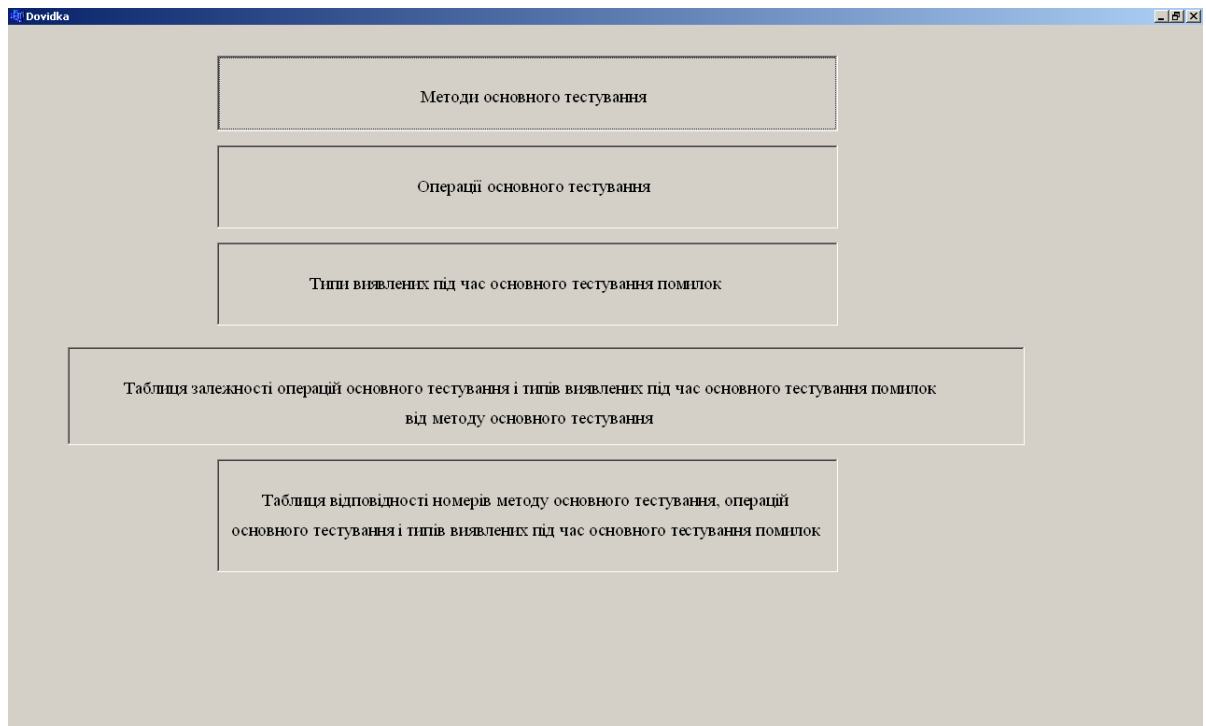 Dovidka
Методи основного тестування
Операції основного тестування
Типи виявлених під час основного тестування помилок
Таблиця залежності операцій основного тестування і типів виявлених під час основного тестування помилок
від методу основного тестування
Таблиця відповідності номерів методу основного тестування, операцій
основного тестування і типів виявлених під час основного тестування помилок